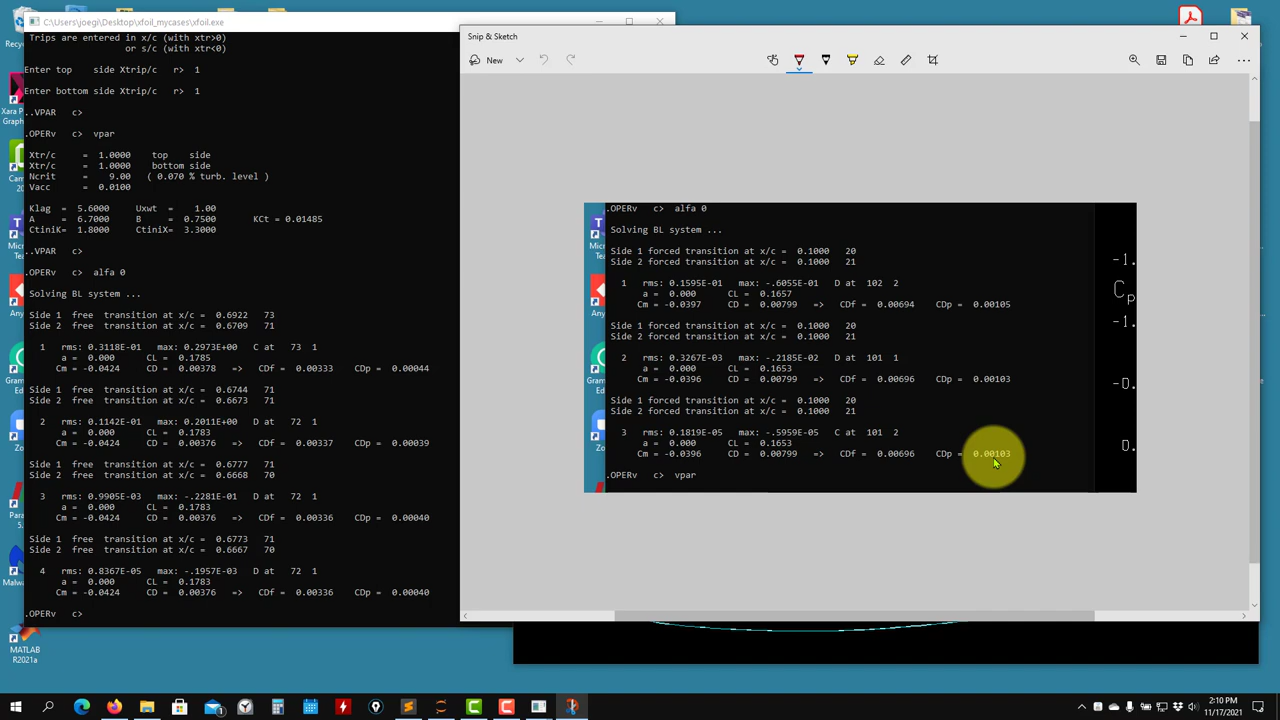 C:\Users\joegi\Desktop\xfoil_mycases\xfoil.exe
Trips are entered in x/c (with xtr>0)
or s/c (with xtr<0)
Enter top side Xtrip/c r> 1
Enter bottom side Xtrip/c r> 1
..VPAR c>
.OPERv c> vpar
Xtr/c = 1.0000 top side
Xtr/c = 1.0000 bottom side
Ncrit = 9.00 ( 0.070 % turb. level )
Vacc = 0.0100
Klag = 5.6000 Uxwt = 1.00
A = 6.7000 B = 0.7500 KCt = 0.01485
CtiniK= 1.8000 CtiniX= 3.3000
..VPAR c>
.OPERv c> alfa 0
Solving BL system ...
Side 1 free transition at x/c = 0.6922 73
Side 2 free transition at x/c = 0.6709 71
1 rms: 0.3118E-01 max: 0.2973E+00 C at 73 1
a = 0.000 CL = 0.1785
Cm = -0.0424 CD = 0.00378 => CDf = 0.00333 CDp = 0.00044
Side 1 free transition at x/c = 0.6744 71
Side 2 free transition at x/c = 0.6673 71
2 rms: 0.1142E-01 max: 0.2011E+00 D at 72 1
a = 0.000 CL = 0.1783
Cm = -0.0424 CD = 0.00376 => CDf = 0.00337 CDp = 0.00039
Side 1 free transition at x/c = 0.6777 71
Side 2 free transition at x/c = 0.6668 70
3 rms: 0.9905E-03 max: -.2281E-01 D at 72 1
a = 0.000 CL = 0.1783
Cm = -0.0424 CD = 0.00376 => CDf = 0.00336 CDp = 0.00040
Side 1 free transition at x/c = 0.6773 71
Side 2 free transition at x/c = 0.6667 70
4 rms: 0.8367E-05 max: -.1957E-03 D at 72 1
a = 0.000 CL = 0.1783
Cm = -0.0424 CD = 0.00376 => CDf = 0.00336 CDp = 0.00040
.OPERv c>
Snip & Sketch
New
.OPERv c> alfa 0
Solving BL system ...
Side 1 forced transition at x/c = 0.1000 20
Side 2 forced transition at x/c = 0.1000 21
1 rms: 0.1595E-01 max: -.6055E-01 D at 102 2
a = 0.000 CL = 0.1657
Cm = -0.0397 CD = 0.00799 => CDf = 0.00694 CDp = 0.00105
Side 1 forced transition at x/c = 0.1000 20
Side 2 forced transition at x/c = 0.1000 21
2 rms: 0.3267E-03 max: -.2185E-02 D at 101 1
a = 0.000 CL = 0.1653
Cm = -0.0396 CD = 0.00799 => CDf = 0.00696 CDp = 0.00103
Side 1 forced transition at x/c = 0.1000 20
Side 2 forced transition at x/c = 0.1000 21
3 rms: 0.1819E-05 max: -.5959E-05 C at 101 2
a = 0.000 CL = 0.1653
Cm = -0.0396 CD = 0.00799 => CDf = 0.00696 CDp = 0.00103
.OPERv c> vpar
-1.
Cp
-1.
-0.
0.
MATLAB
R2021a
2:10 PM
11/17/2021